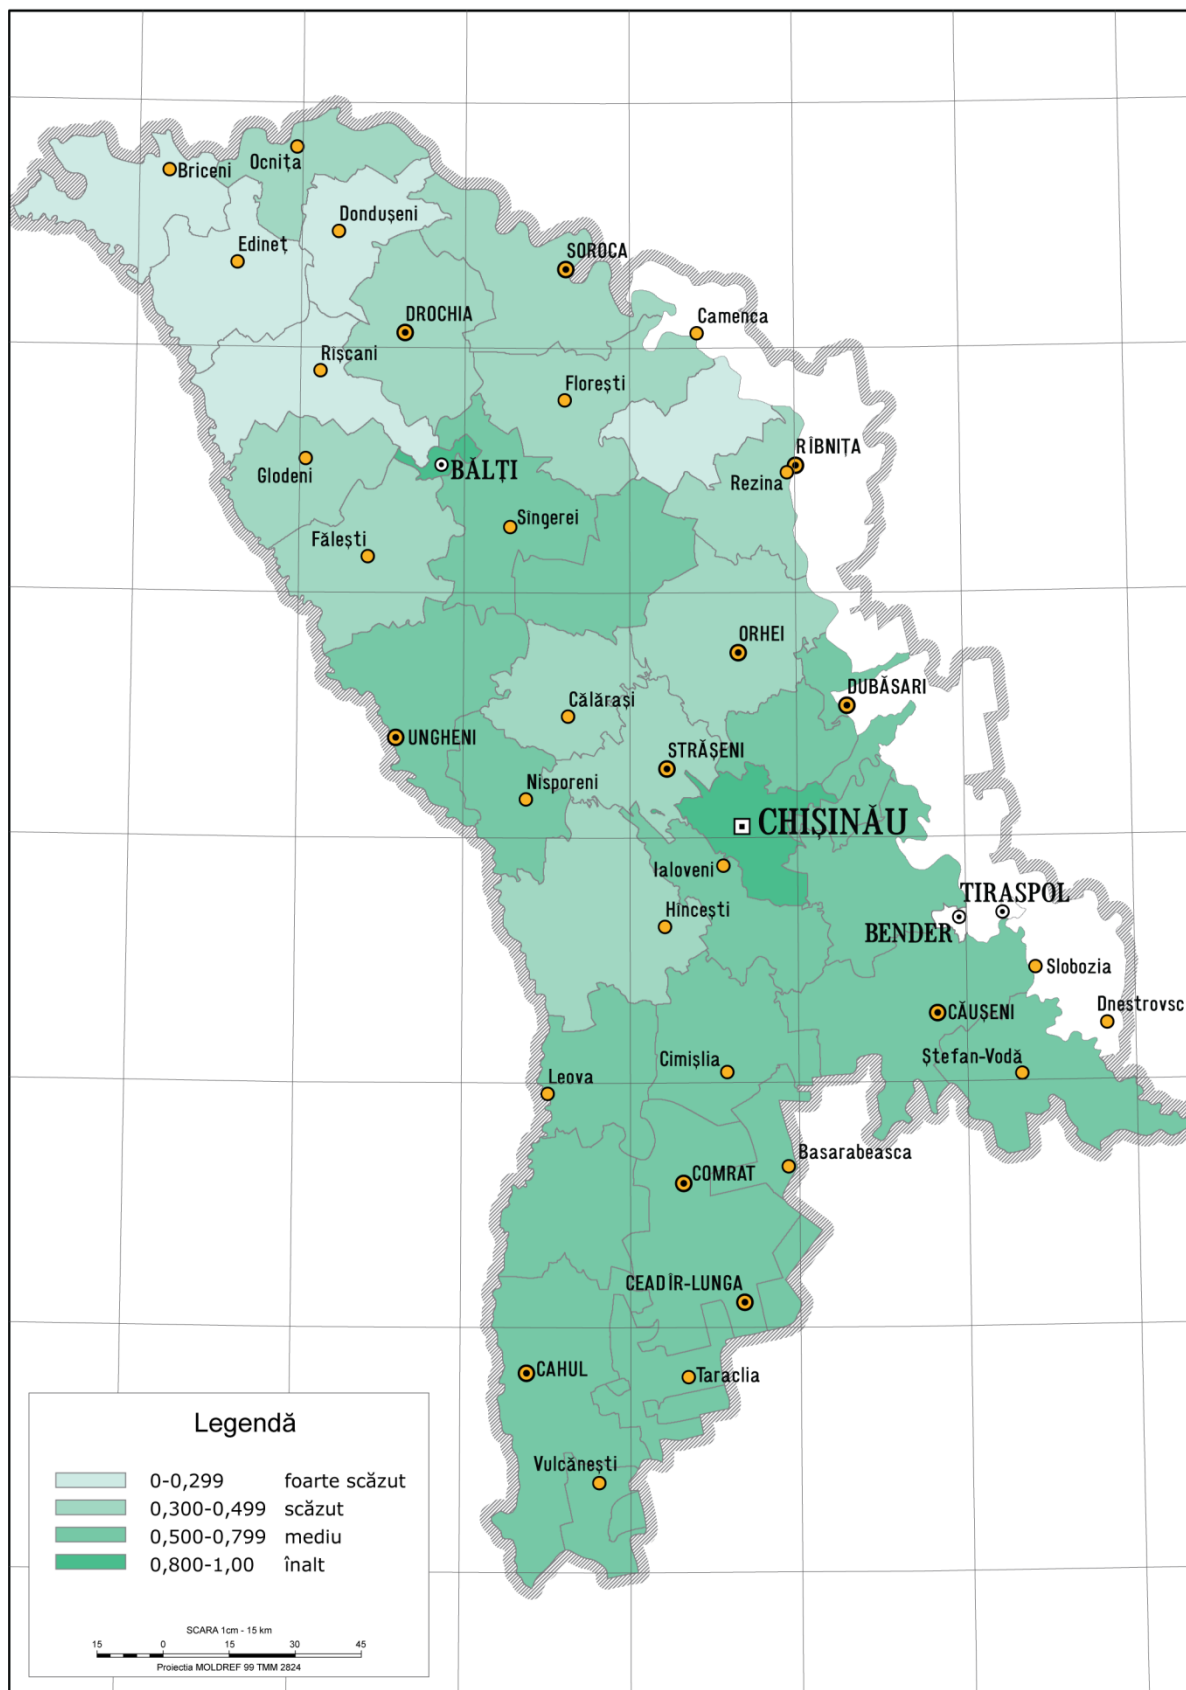 Briceni
Ocnița
Dondușeni
Edineț
SOROCA
DROCHIA
Camenca
Rîșcani
Florești
RÎBNIȚA
Glodeni
BĂLȚI
Rezina
Sîngerei
Fălești
ORHEI
DUBĂSARI
Călărași
UNGHENI
STRĂȘENI
Nisporeni
CHIȘINĂU
Ialoveni
TIRASPOL
Hîncești
BENDER
Slobozia
CĂUȘENI
Dnestrovsc
Cimișlia
Ștefan-Vodă
Leova
Basarabeasca
COMRAT
CEADÎR-LUNGA
CAHUL
Taraclia
Vulcănești
Legendă
0-0,299 foarte scăzut
0,300-0,499 scăzut
0,500-0,799 mediu
0,800-1,00 înalt
SCARA 1cm - 15 km
15 0 15 30 45
Proiectia MOLDREF 99 TMM 2824